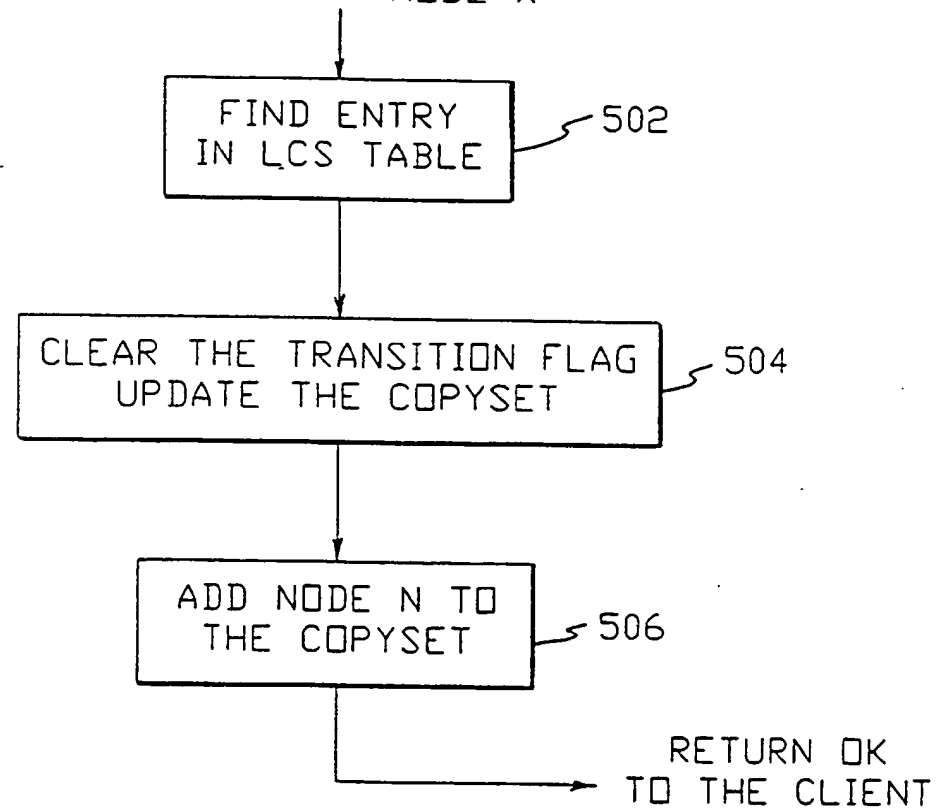 FIND ENTRY
IN LCS TABLE
502
CLEAR THE TRANSITION FLAG
UPDATE THE COPYSET
504
ADD NODE N TO
THE COPYSET
506
RETURN OK
TO THE CLIENT